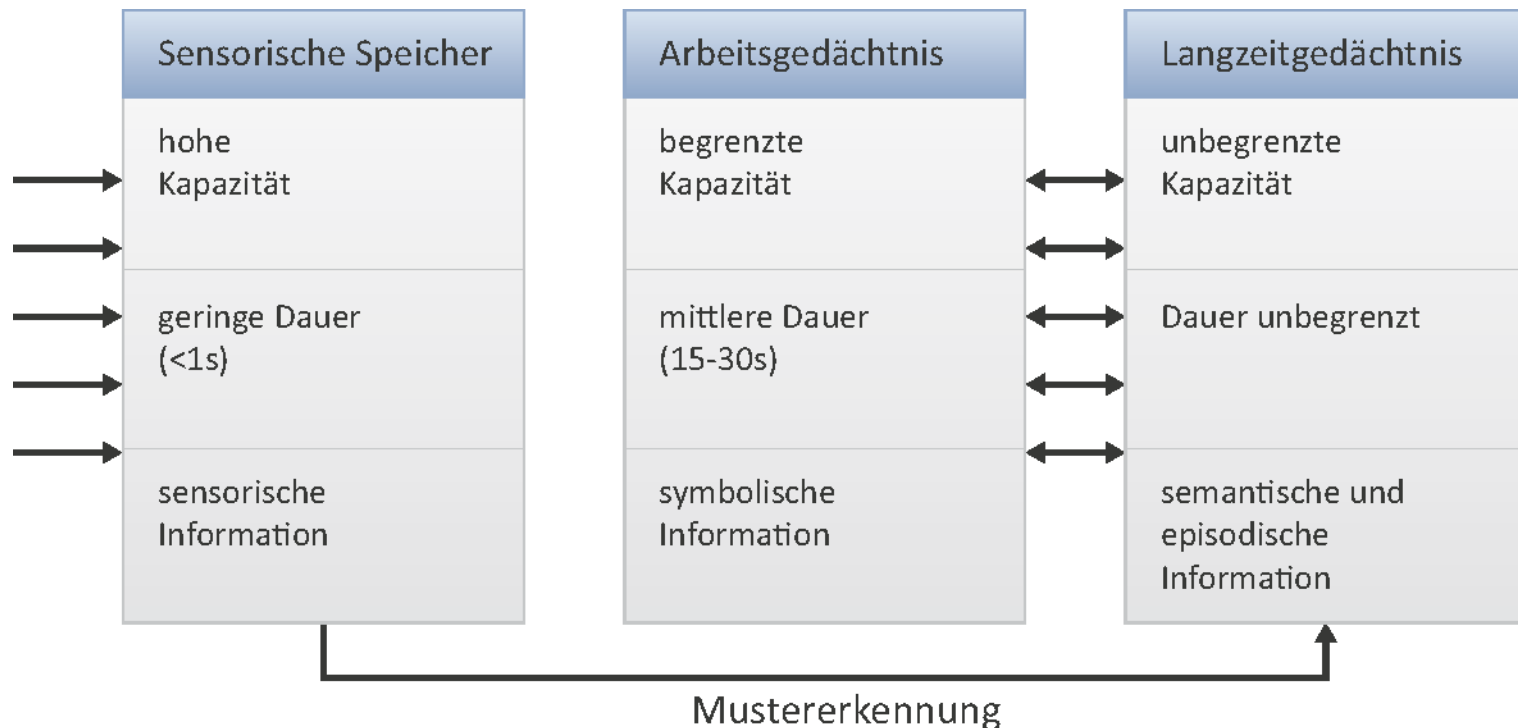 Sensorische Speicher
hohe
Kapazität
geringe Dauer
(<1s)
sensorische
Information
Arbeitsgedächtnis
begrenzte
Kapazität
mittlere Dauer
(15-30s)
symbolische
Information
Langzeitgedächtnis
unbegrenzte
Kapazität
Dauer unbegrenzt
semantische und
episodische
Information
Mustererkennung